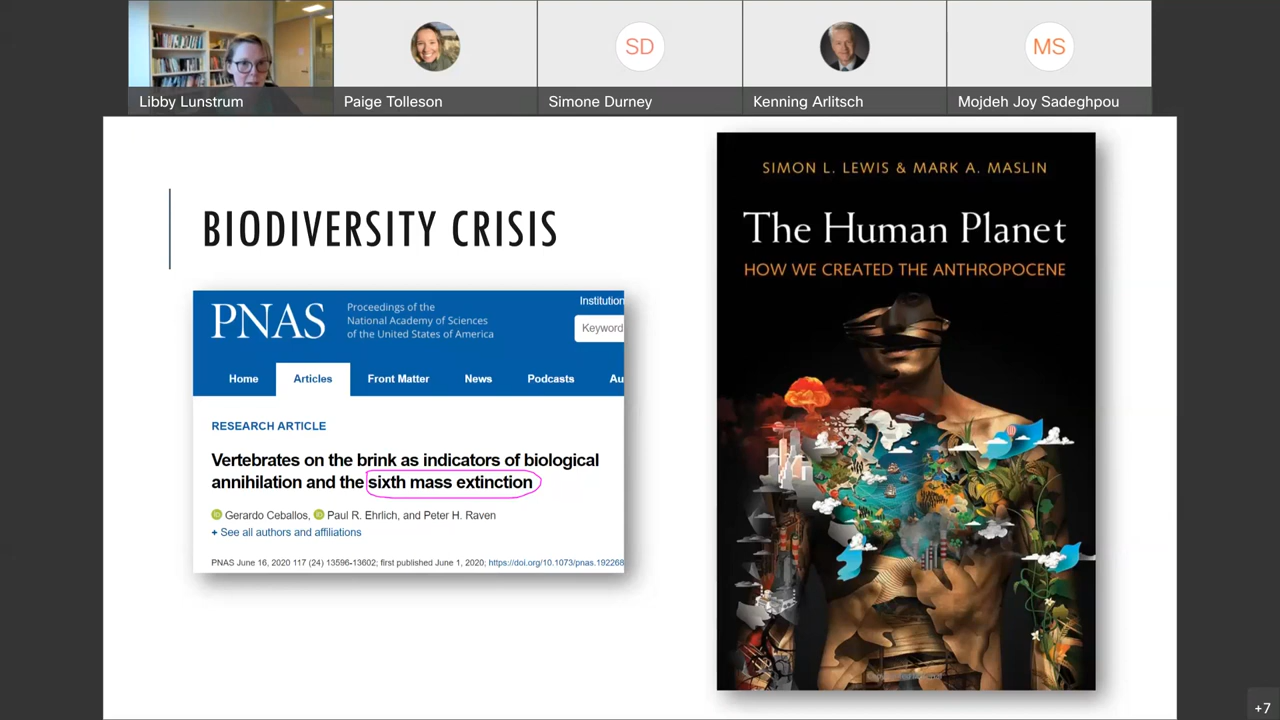 SD
MS
Libby Lunstrum
Paige Tolleson
Simone Durney
Kenning Arlitsch
Mojdeh Joy Sadeghpou
BIODIVERSITY CRISIS
PNAS
Proceedings of the
National Academy of Sciences
of the United States of America
Institution
Keyword
Home Articles Front Matter News Podcasts Au
RESEARCH ARTICLE
Vertebrates on the brink as indicators of biological
annihilation and the sixth mass extinction
Gerardo Ceballos, Paul R. Ehrlich, and Peter H. Raven
+ See all authors and affiliations
PNAS June 16, 2020 117 (24) 13596-13602; first published June 1, 2020; https://doi.org/10.1073/pnas.192268
SIMON L. LEWIS & MARK A. MASLIN
The Human Planet
HOW WE CREATED THE ANTHROPOCENE
+7